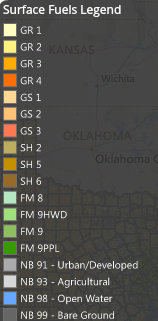 Surface Fuels Legend
GR 1
GR 2
KANSAS
GR 3
GR 4
Wichita
GS 1
GS 2
GS 3
OKLAHOMA
SH 2
Oklahoma C
SH 5
SH 6
FM 8
FM 9HWD
FM 9
FM 9PPL
NB 91 - Urban/Developed
NB 93 - Agricultural
NB 98 - Open Water
NB 99 - Bare Ground